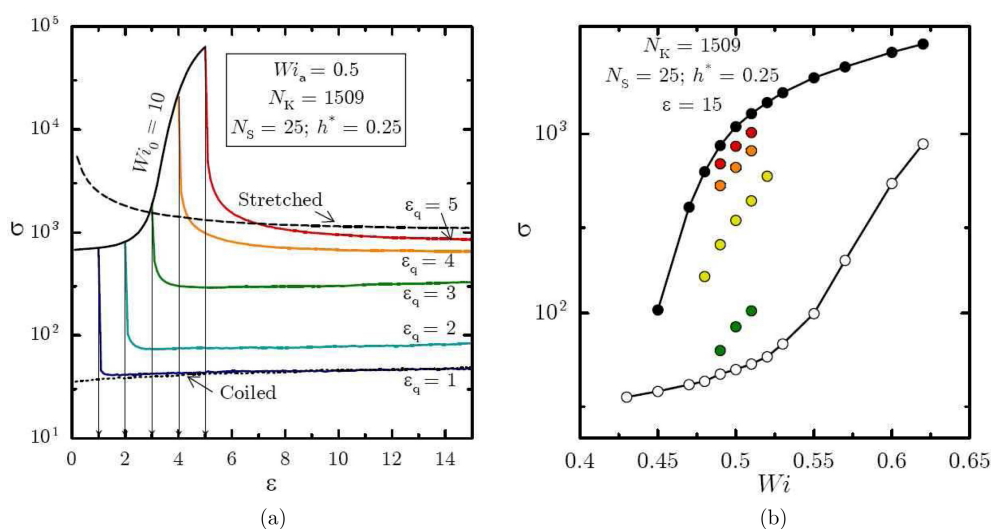 10^5
10^4
10^3
10^2
10^1
σ
Wi_a = 0.5
N_K = 1509
N_S = 25; h^* = 0.25
Wi_0 = 10
Stretched
ε_q = 5
ε_q = 4
ε_q = 3
ε_q = 2
ε_q = 1
Coiled
0 2 4 6 8 10 12 14
ε
(a)
N_K = 1509
N_S = 25; h^* = 0.25
ε = 15
10^3
10^2
σ
0.4 0.45 0.5 0.55 0.6 0.65
Wi
(b)